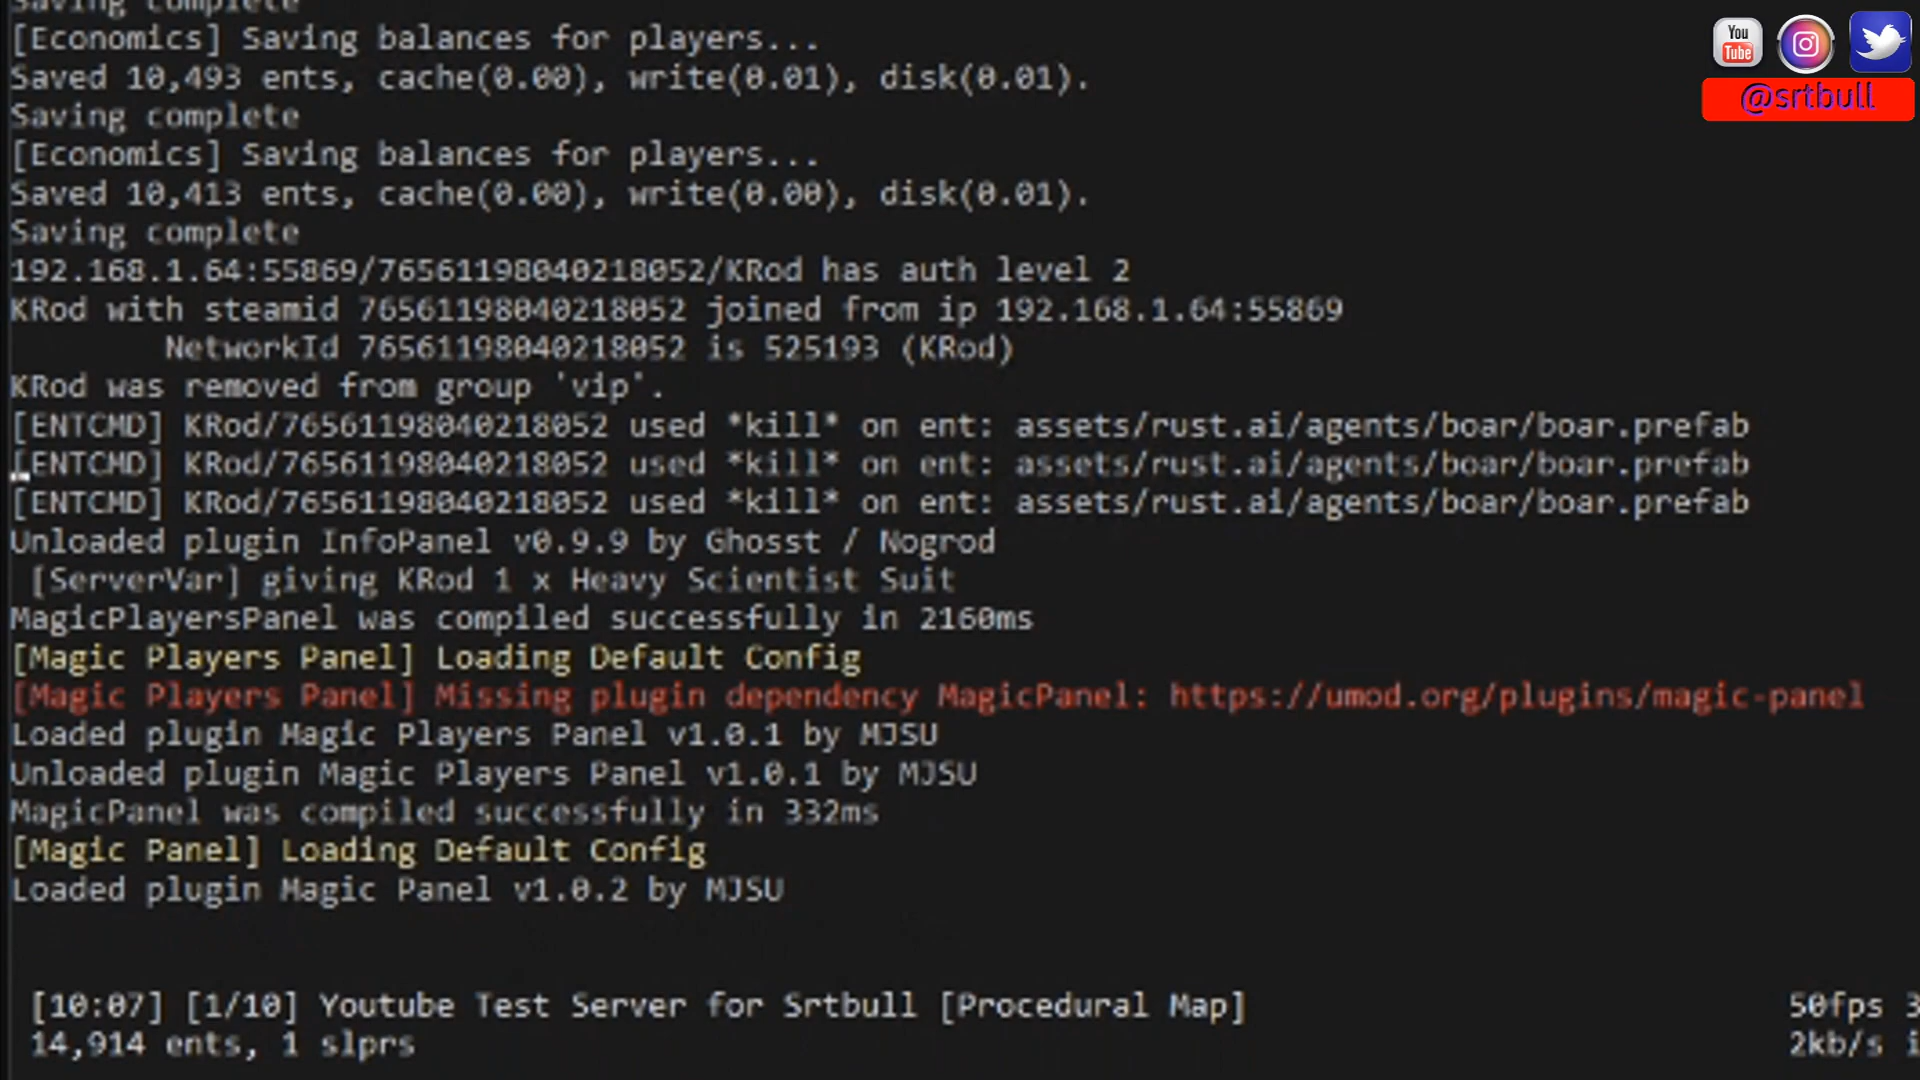 Saving complete
[Economics] Saving balances for players...
Saved 10,493 ents, cache(0.00), write(0.01), disk(0.01).
Saving complete
[Economics] Saving balances for players...
Saved 10,413 ents, cache(0.00), write(0.00), disk(0.01).
Saving complete
192.168.1.64:55869/76561198040218052/KRod has auth level 2
KRod with steamid 76561198040218052 joined from ip 192.168.1.64:55869
NetworkId 76561198040218052 is 525193 (KRod)
KRod was removed from group 'vip'.
[ENTCMD] KRod/76561198040218052 used *kill* on ent: assets/rust.ai/agents/boar/boar.prefab
[ENTCMD] KRod/76561198040218052 used *kill* on ent: assets/rust.ai/agents/boar/boar.prefab
[ENTCMD] KRod/76561198040218052 used *kill* on ent: assets/rust.ai/agents/boar/boar.prefab
Unloaded plugin InfoPanel v0.9.9 by Ghosst / Nogrod
[ServerVar] giving KRod 1 x Heavy Scientist Suit
MagicPlayersPanel was compiled successfully in 2160ms
[Magic Players Panel] Loading Default Config
[Magic Players Panel] Missing plugin dependency MagicPanel: https://umod.org/plugins/magic-panel
Loaded plugin Magic Players Panel v1.0.1 by MJSU
Unloaded plugin Magic Players Panel v1.0.1 by MJSU
MagicPanel was compiled successfully in 332ms
[Magic Panel] Loading Default Config
Loaded plugin Magic Panel v1.0.2 by MJSU
[10:07] [1/10] Youtube Test Server for Srtbull [Procedural Map] 50fps 3
14,914 ents, 1 slprs 2kb/s i
You Tube
@srtbull